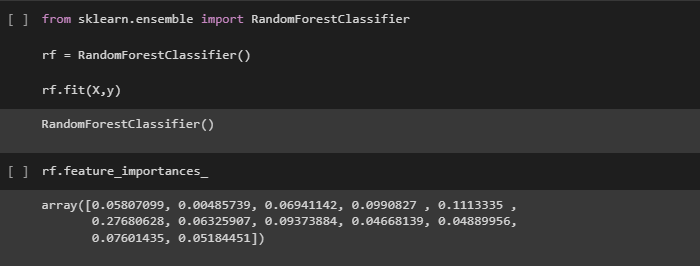 [ ] from sklearn.ensemble import RandomForestClassifier
rf = RandomForestClassifier()
rf.fit(X,y)
RandomForestClassifier()
[ ] rf.feature_importances_
array([0.05807099, 0.00485739, 0.06941142, 0.0990827 , 0.1113335 ,
0.27680628, 0.06325907, 0.09373884, 0.04668139, 0.04889956,
0.07601435, 0.05184451])